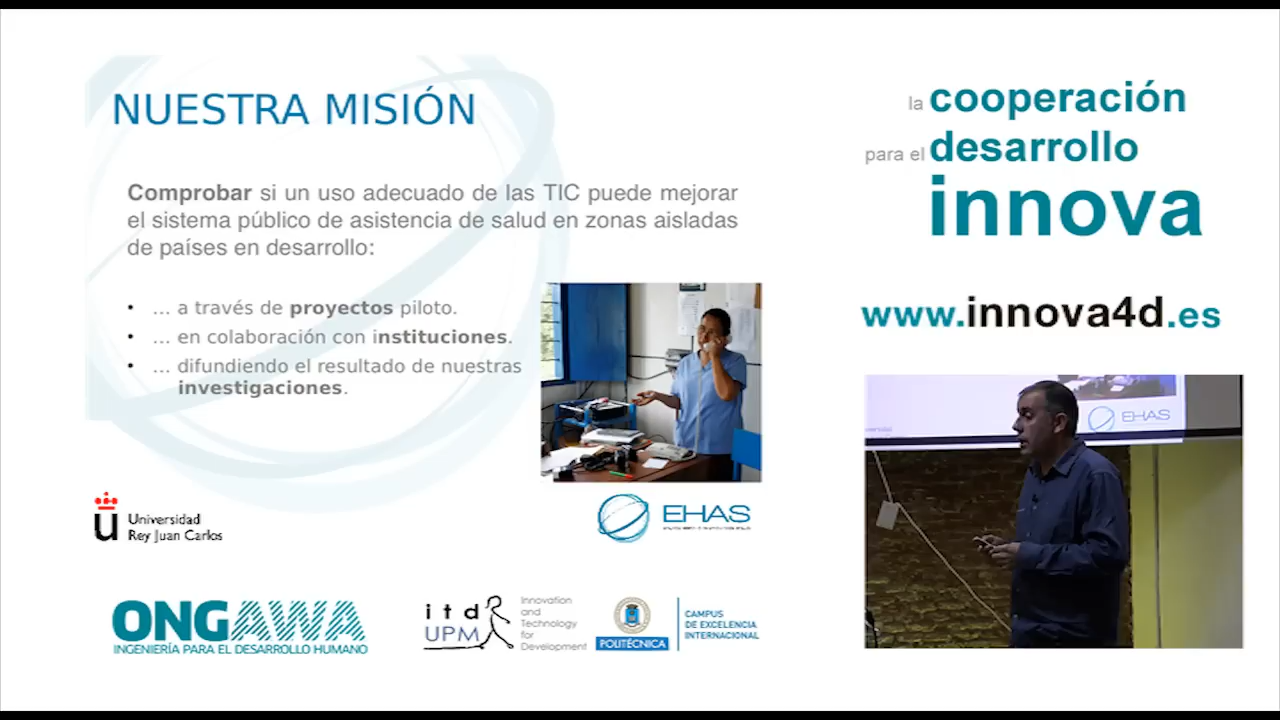 NUESTRA MISIÓN
Comprobar si un uso adecuado de las TIC puede mejorar
el sistema público de asistencia de salud en zonas aisladas
de países en desarrollo:
• ... a través de proyectos piloto.
• ... en colaboración con instituciones.
• ... difundiendo el resultado de nuestras
investigaciones.
Universidad
Rey Juan Carlos
EHAS
ONGAWA
INGENIERÍA PARA EL DESARROLLO HUMANO
itd
UPM
Innovation
and
Technology
for
Development
POLITÉCNICA
CAMPUS
DE EXCELENCIA
INTERNACIONAL
la cooperación
para el desarrollo
innova
www.innova4d.es
EHAS